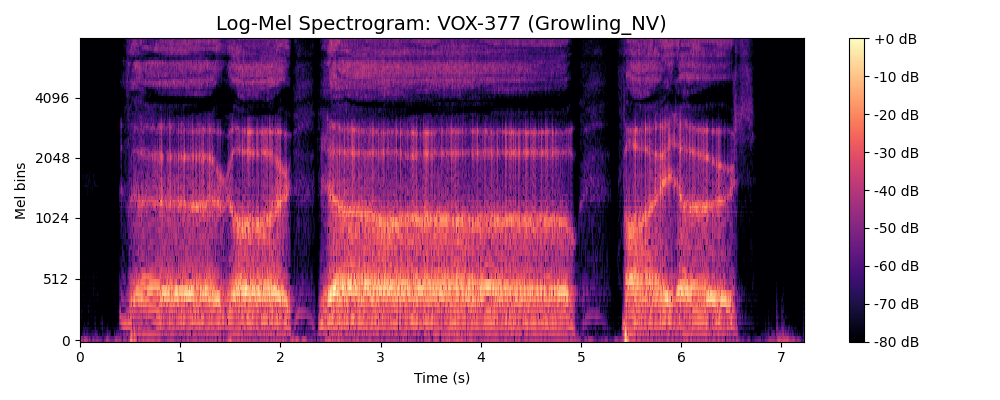 Log-Mel Spectrogram: VOX-377 (Growling_NV)
Mel bins
4096
2048
1024
512
0
0 1 2 3 4 5 6 7
Time (s)
+0 dB
-10 dB
-20 dB
-30 dB
-40 dB
-50 dB
-60 dB
-70 dB
-80 dB